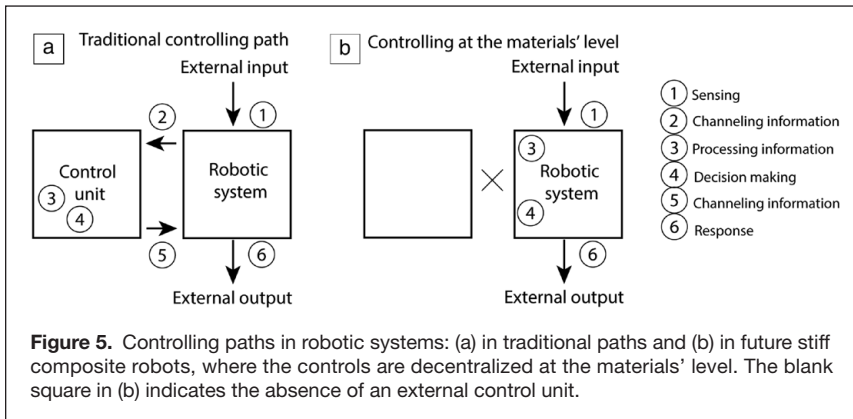 a
Traditional controlling path
External input
1
2
Control
unit
3
4
Robotic
system
5
6
External output
b
Controlling at the materials' level
External input
1
3
Robotic
system
4
6
External output
1 Sensing
2 Channeling information
3 Processing information
4 Decision making
5 Channeling information
6 Response
Figure 5. Controlling paths in robotic systems: (a) in traditional paths and (b) in future stiff
composite robots, where the controls are decentralized at the materials' level. The blank
square in (b) indicates the absence of an external control unit.